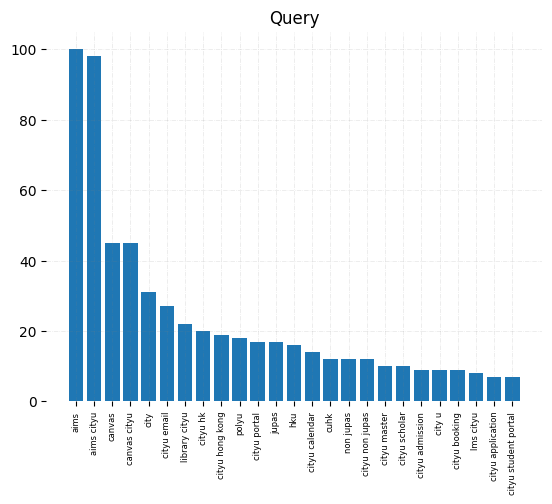 Query
100
80
60
40
20
0
aims
aims cityu
canvas
canvas cityu
city
cityu email
library cityu
cityu hk
cityu hong kong
polyu
cityu portal
jupas
hku
cityu calendar
cuhk
non jupas
cityu non jupas
cityu master
cityu scholar
cityu admission
city u
cityu booking
lms cityu
cityu application
cityu student portal